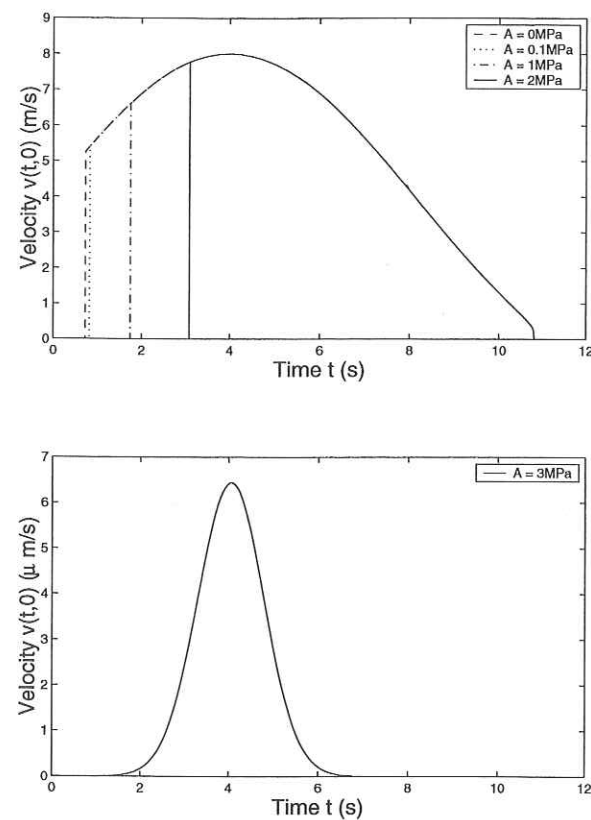 9
8
7
6
5
4
3
2
1
0
0 2 4 6 8 10 12
Velocity v(t,0) (m/s)
Time t (s)
A = 0MPa
A = 0.1MPa
A = 1MPa
A = 2MPa
7
6
5
4
3
2
1
0
0 2 4 6 8 10 12
Velocity v(t,0) (μ m/s)
Time t (s)
A = 3MPa